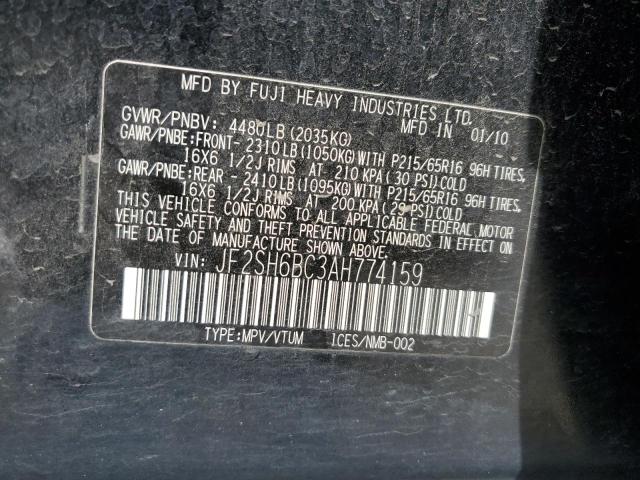 MFD BY FUJI HEAVY INDUSTRIES LTD.
GVWR/PNBV: 4480LB(2035KG) MFD IN 01/10
GAWR/PNBE:FRONT- 2310LB(1050KG)WITH P215/65R16 96H TIRES,
16X6 1/2J RIMS AT 210 KPA( 30 PSI)COLD
GAWR/PNBE:REAR - 2410LB(1095KG)WITH P215/65R16 96H TIRES,
16X6 1/2J RIMS AT 200 KPA( 29 PSI)COLD
THIS VEHICLE CONFORMS TO ALL APPLICABLE FEDERAL MOTOR
VEHICLE SAFETY AND THEFT PREVENTION STANDARDS IN EFFECT ON
THE DATE OF MANUFACTURE SHOWN ABOVE.
VIN: JF2SH6BC3AH774159
TYPE:MPV/VTUM ICES/NMB-002